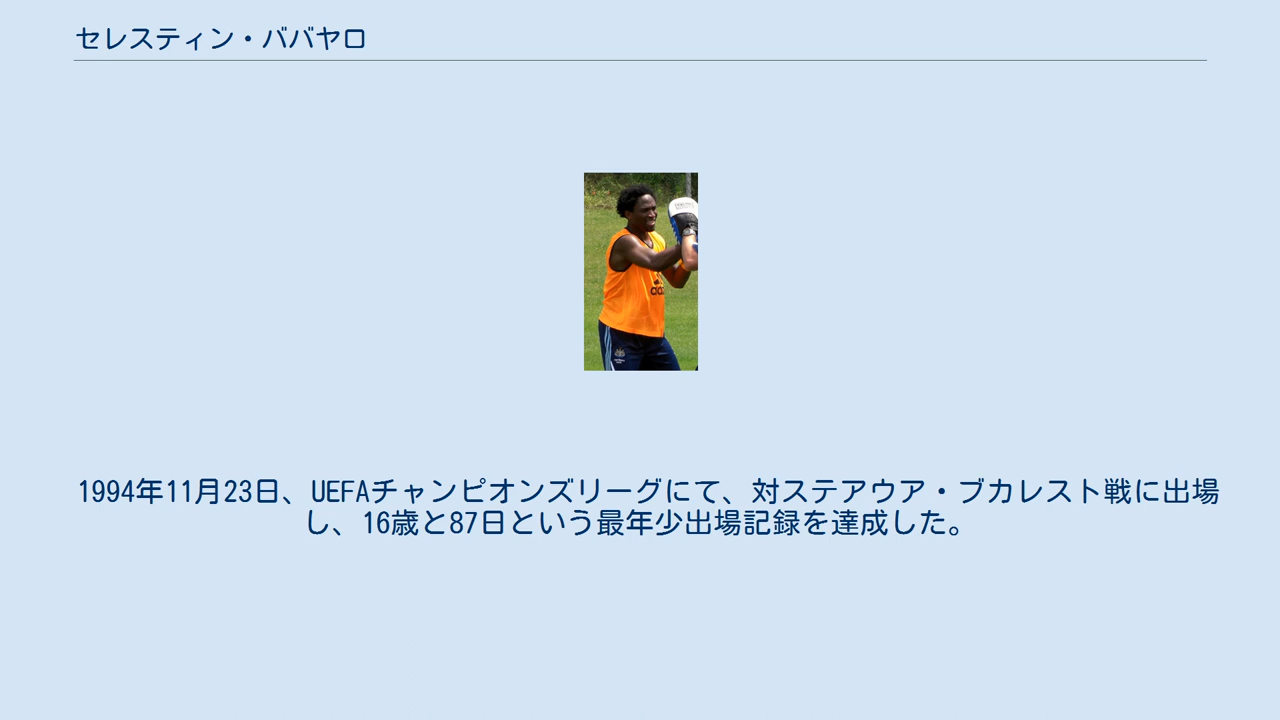 セレスティン・ババヤロ
1994年11月23日、UEFAチャンピオンズリーグにて、対ステアウア・ブカレスト戦に出場
し、16歳と87日という最年少出場記録を達成した。